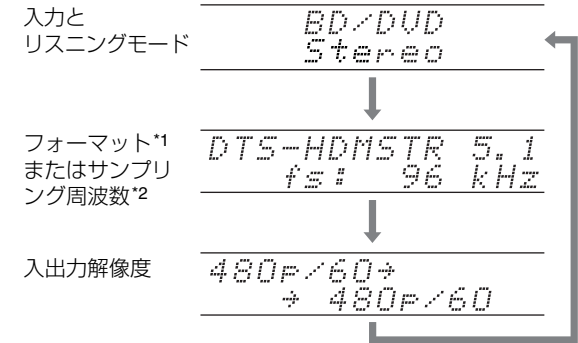 入力と
リスニングモード
BD/DVD
Stereo
フォーマット*1
またはサンプリ
ング周波数*2
DTS-HDMSTR 5.1
fs: 96 kHz
入出力解像度
480p/60→
→ 480p/60